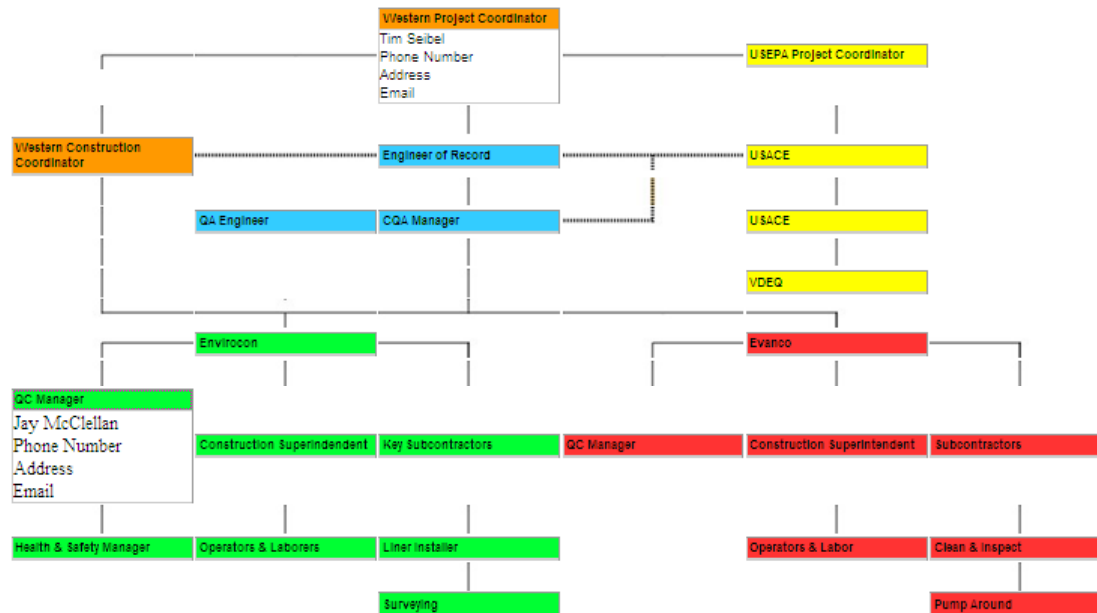 Western Project Coordinator
Tim Seibel
Phone Number
Address
Email
USEPA Project Coordinator
Western Construction
Coordinator
Engineer of Record
USACE
QA Engineer
CQA Manager
USACE
VDEQ
Envirocon
Evanco
QC Manager
Jay McClellan
Phone Number
Address
Email
Construction Superindendent
Key Subcontractors
QC Manager
Construction Superintendent
Subcontractors
Health & Safety Manager
Operators & Laborers
Liner Installer
Operators & Labor
Clean & Inspect
Surveying
Pump Around